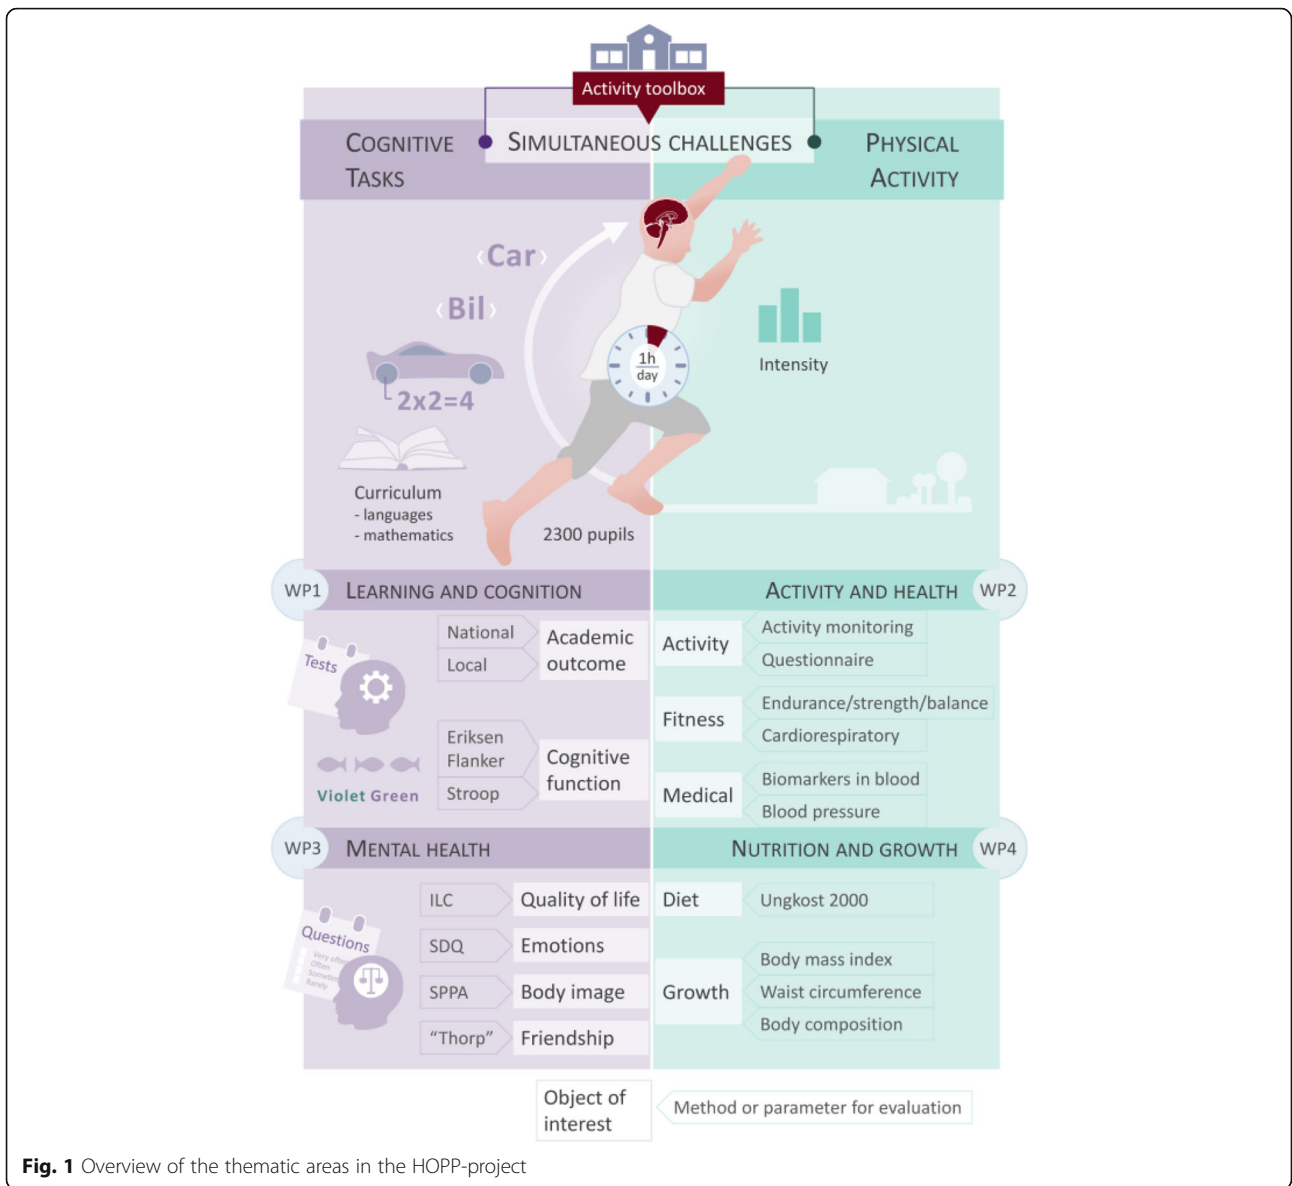 Activity toolbox
COGNITIVE
TASKS
SIMULTANEOUS CHALLENGES
PHYSICAL
ACTIVITY
‹Car›
‹Bil›
2x2=4
1h
day
Intensity
Curriculum
- languages
- mathematics
2300 pupils
WP1
LEARNING AND COGNITION
ACTIVITY AND HEALTH
WP2
Tests
National
Local
Academic
outcome
Eriksen
Flanker
Stroop
Cognitive
function
Violet Green
Activity
Activity monitoring
Questionnaire
Fitness
Endurance/strength/balance
Cardiorespiratory
Medical
Biomarkers in blood
Blood pressure
WP3
MENTAL HEALTH
NUTRITION AND GROWTH
WP4
Questions
Very often
Often
Rarely
ILC
Quality of life
SDQ
Emotions
SPPA
Body image
“Thorp”
Friendship
Diet
Ungkost 2000
Growth
Body mass index
Waist circumference
Body composition
Object of
interest
Method or parameter for evaluation
Fig. 1 Overview of the thematic areas in the HOPP-project